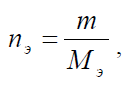 nэ = m / Mэ ,